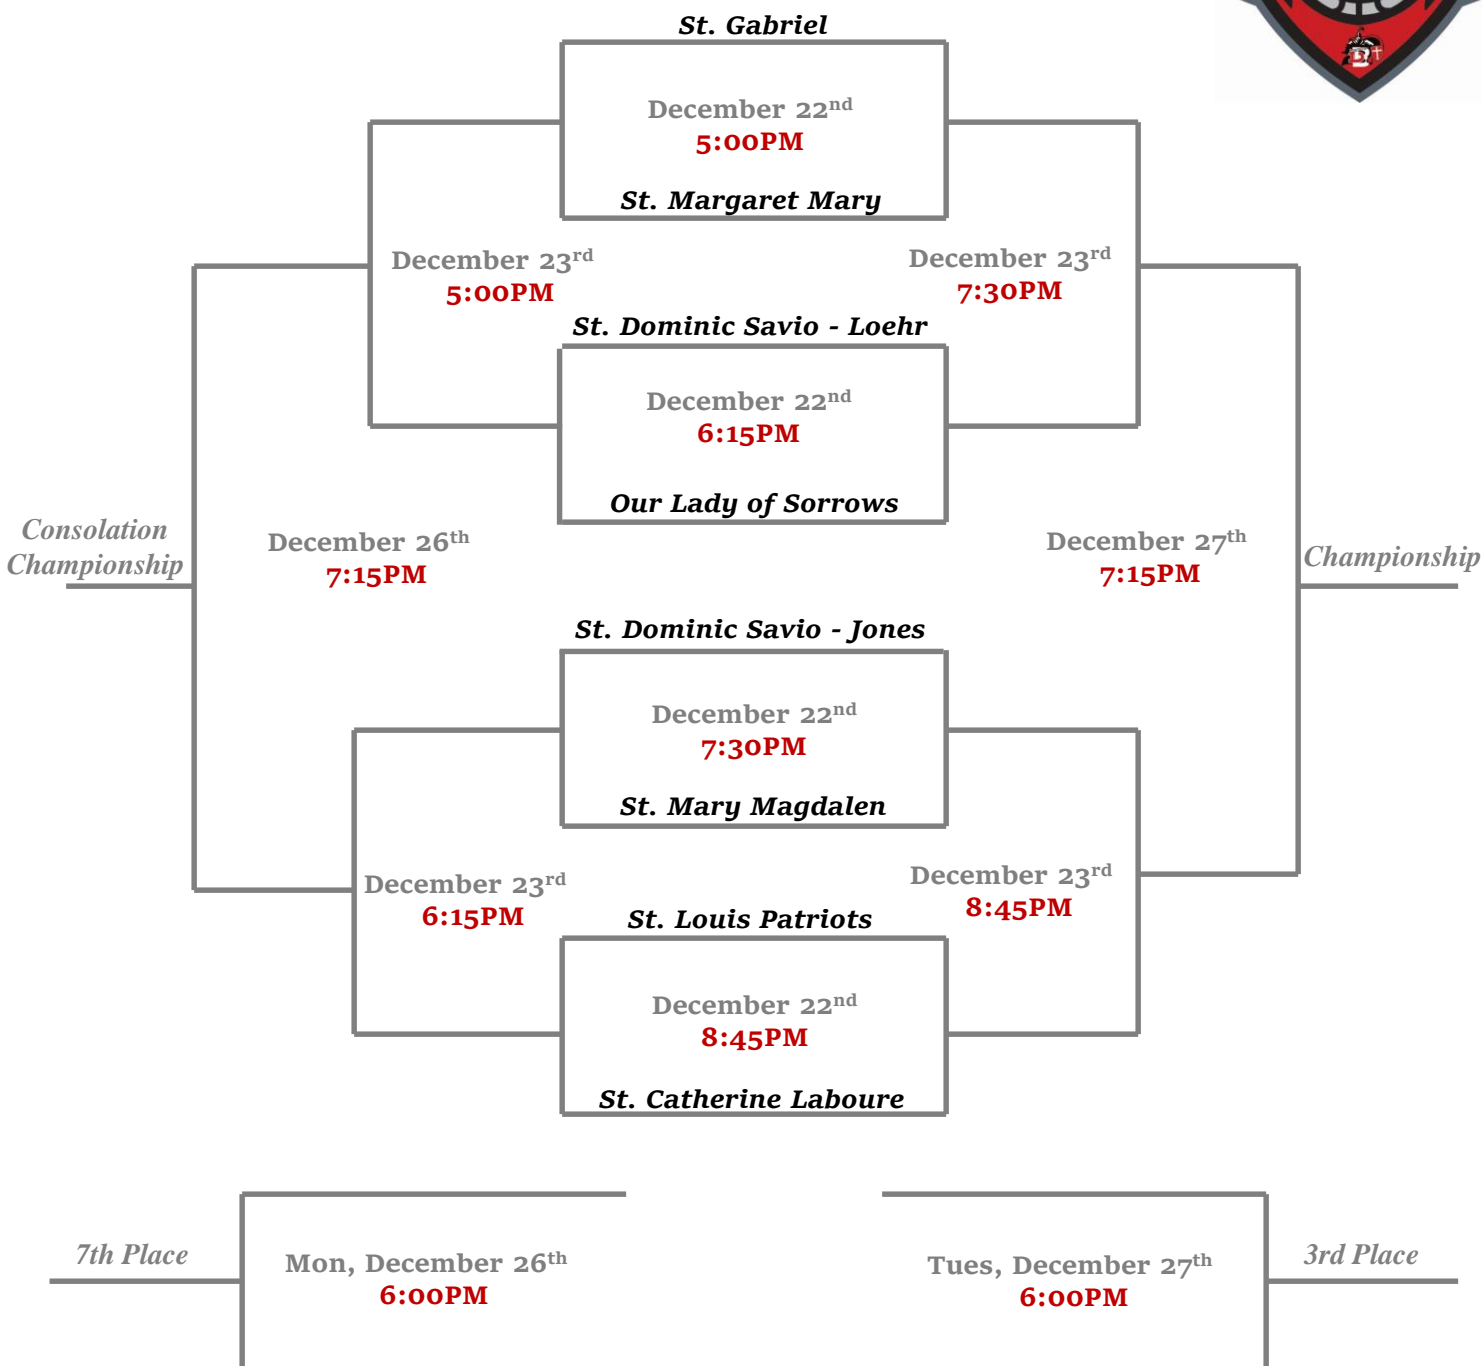 St. Gabriel
December 22nd
5:00PM
St. Margaret Mary
December 23rd
5:00PM
December 23rd
7:30PM
St. Dominic Savio - Loehr
December 22nd
6:15PM
Our Lady of Sorrows
Consolation
Championship
December 26th
7:15PM
December 27th
7:15PM
Championship
St. Dominic Savio - Jones
December 22nd
7:30PM
St. Mary Magdalen
December 23rd
6:15PM
December 23rd
8:45PM
St. Louis Patriots
December 22nd
8:45PM
St. Catherine Laboure
7th Place
Mon, December 26th
6:00PM
Tues, December 27th
6:00PM
3rd Place